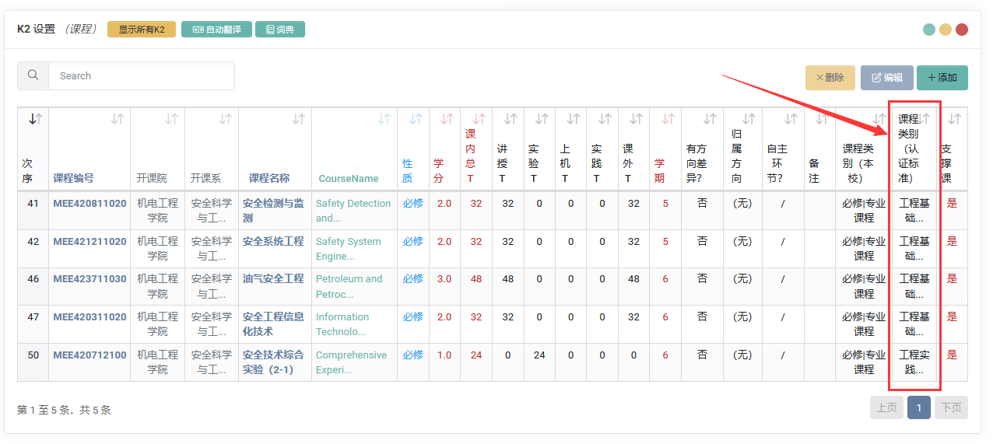 K2 设置 （课程） 显示所有K2 自动翻译 词典
Search
删除 编辑 添加
次序 课程编号 开课院 开课系 课程名称 CourseName 性质 学分 课内总T 讲授T 实验T 上机T 实践T 课外T 学期 有方向差异? 归属方向 自主环节? 备注 课程类别（本校） 课程类别（认证标准） 支撑课
41 MEE420811020 机电工程学院 安全科学与工... 安全检测与监测 Safety Detection and... 必修 2.0 32 32 0 0 0 32 5 否 (无) / 必修|专业课程 工程基础... 是
42 MEE421211020 机电工程学院 安全科学与工... 安全系统工程 Safety System Engine... 必修 2.0 32 32 0 0 0 32 5 否 (无) / 必修|专业课程 工程基础... 是
46 MEE423711030 机电工程学院 安全科学与工... 油气安全工程 Petroleum and Petroc... 必修 3.0 48 48 0 0 0 48 6 否 (无) / 必修|专业课程 工程基础... 是
47 MEE420311020 机电工程学院 安全科学与工... 安全工程信息化技术 Information Technolo... 必修 2.0 32 32 0 0 0 32 6 否 (无) / 必修|专业课程 工程基础... 是
50 MEE420712100 机电工程学院 安全科学与工... 安全技术综合实验（2-1） Comprehensive Experi... 必修 1.0 24 0 24 0 0 0 6 否 (无) / 必修|专业课程 工程实践... 是
第 1 至 5 条，共 5 条
上页 1 下页